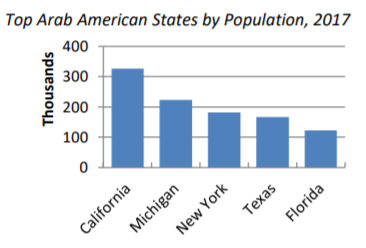 Top Arab American States by Population, 2017
Thousands
400
300
200
100
0
California
Michigan
New York
Texas
Florida